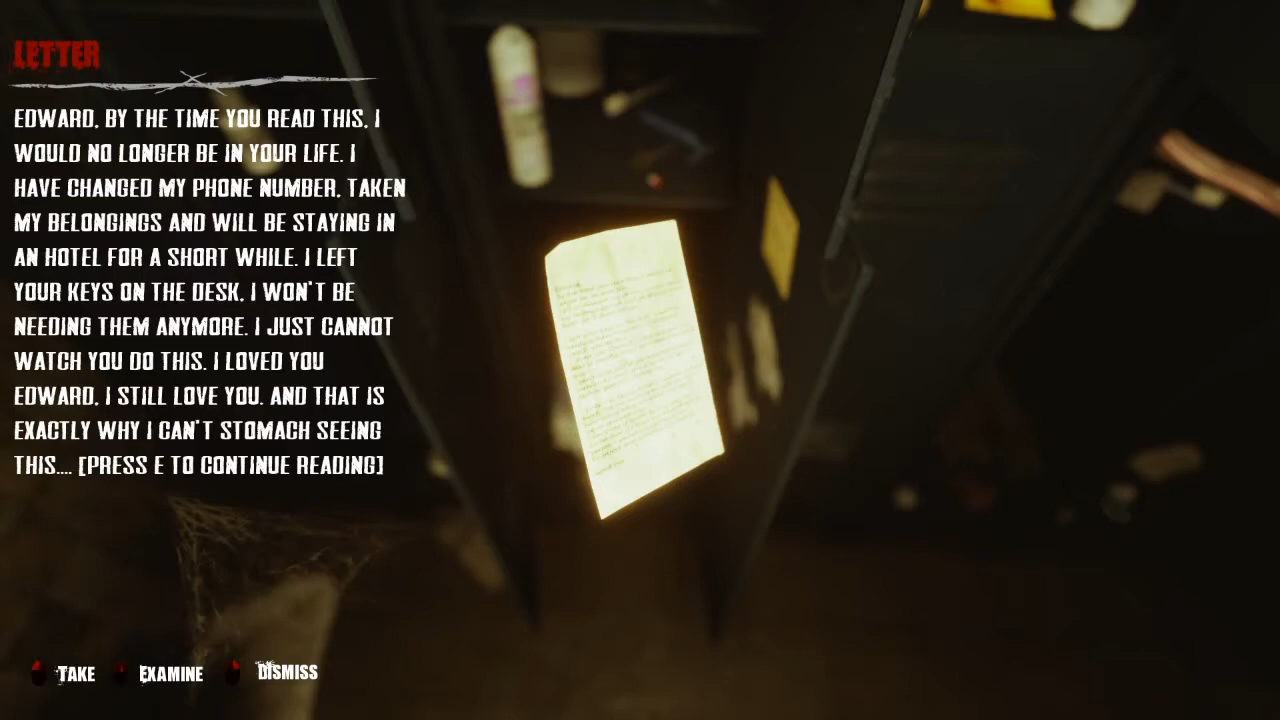 LETTER
EDWARD, BY THE TIME YOU READ THIS, I
WOULD NO LONGER BE IN YOUR LIFE. I
HAVE CHANGED MY PHONE NUMBER, TAKEN
MY BELONGINGS AND WILL BE STAYING IN
AN HOTEL FOR A SHORT WHILE. I LEFT
YOUR KEYS ON THE DESK, I WON'T BE
NEEDING THEM ANYMORE. I JUST CANNOT
WATCH YOU DO THIS. I LOVED YOU
EDWARD, I STILL LOVE YOU. AND THAT IS
EXACTLY WHY I CAN'T STOMACH SEEING
THIS.... [PRESS E TO CONTINUE READING]
TAKE EXAMINE DISMISS